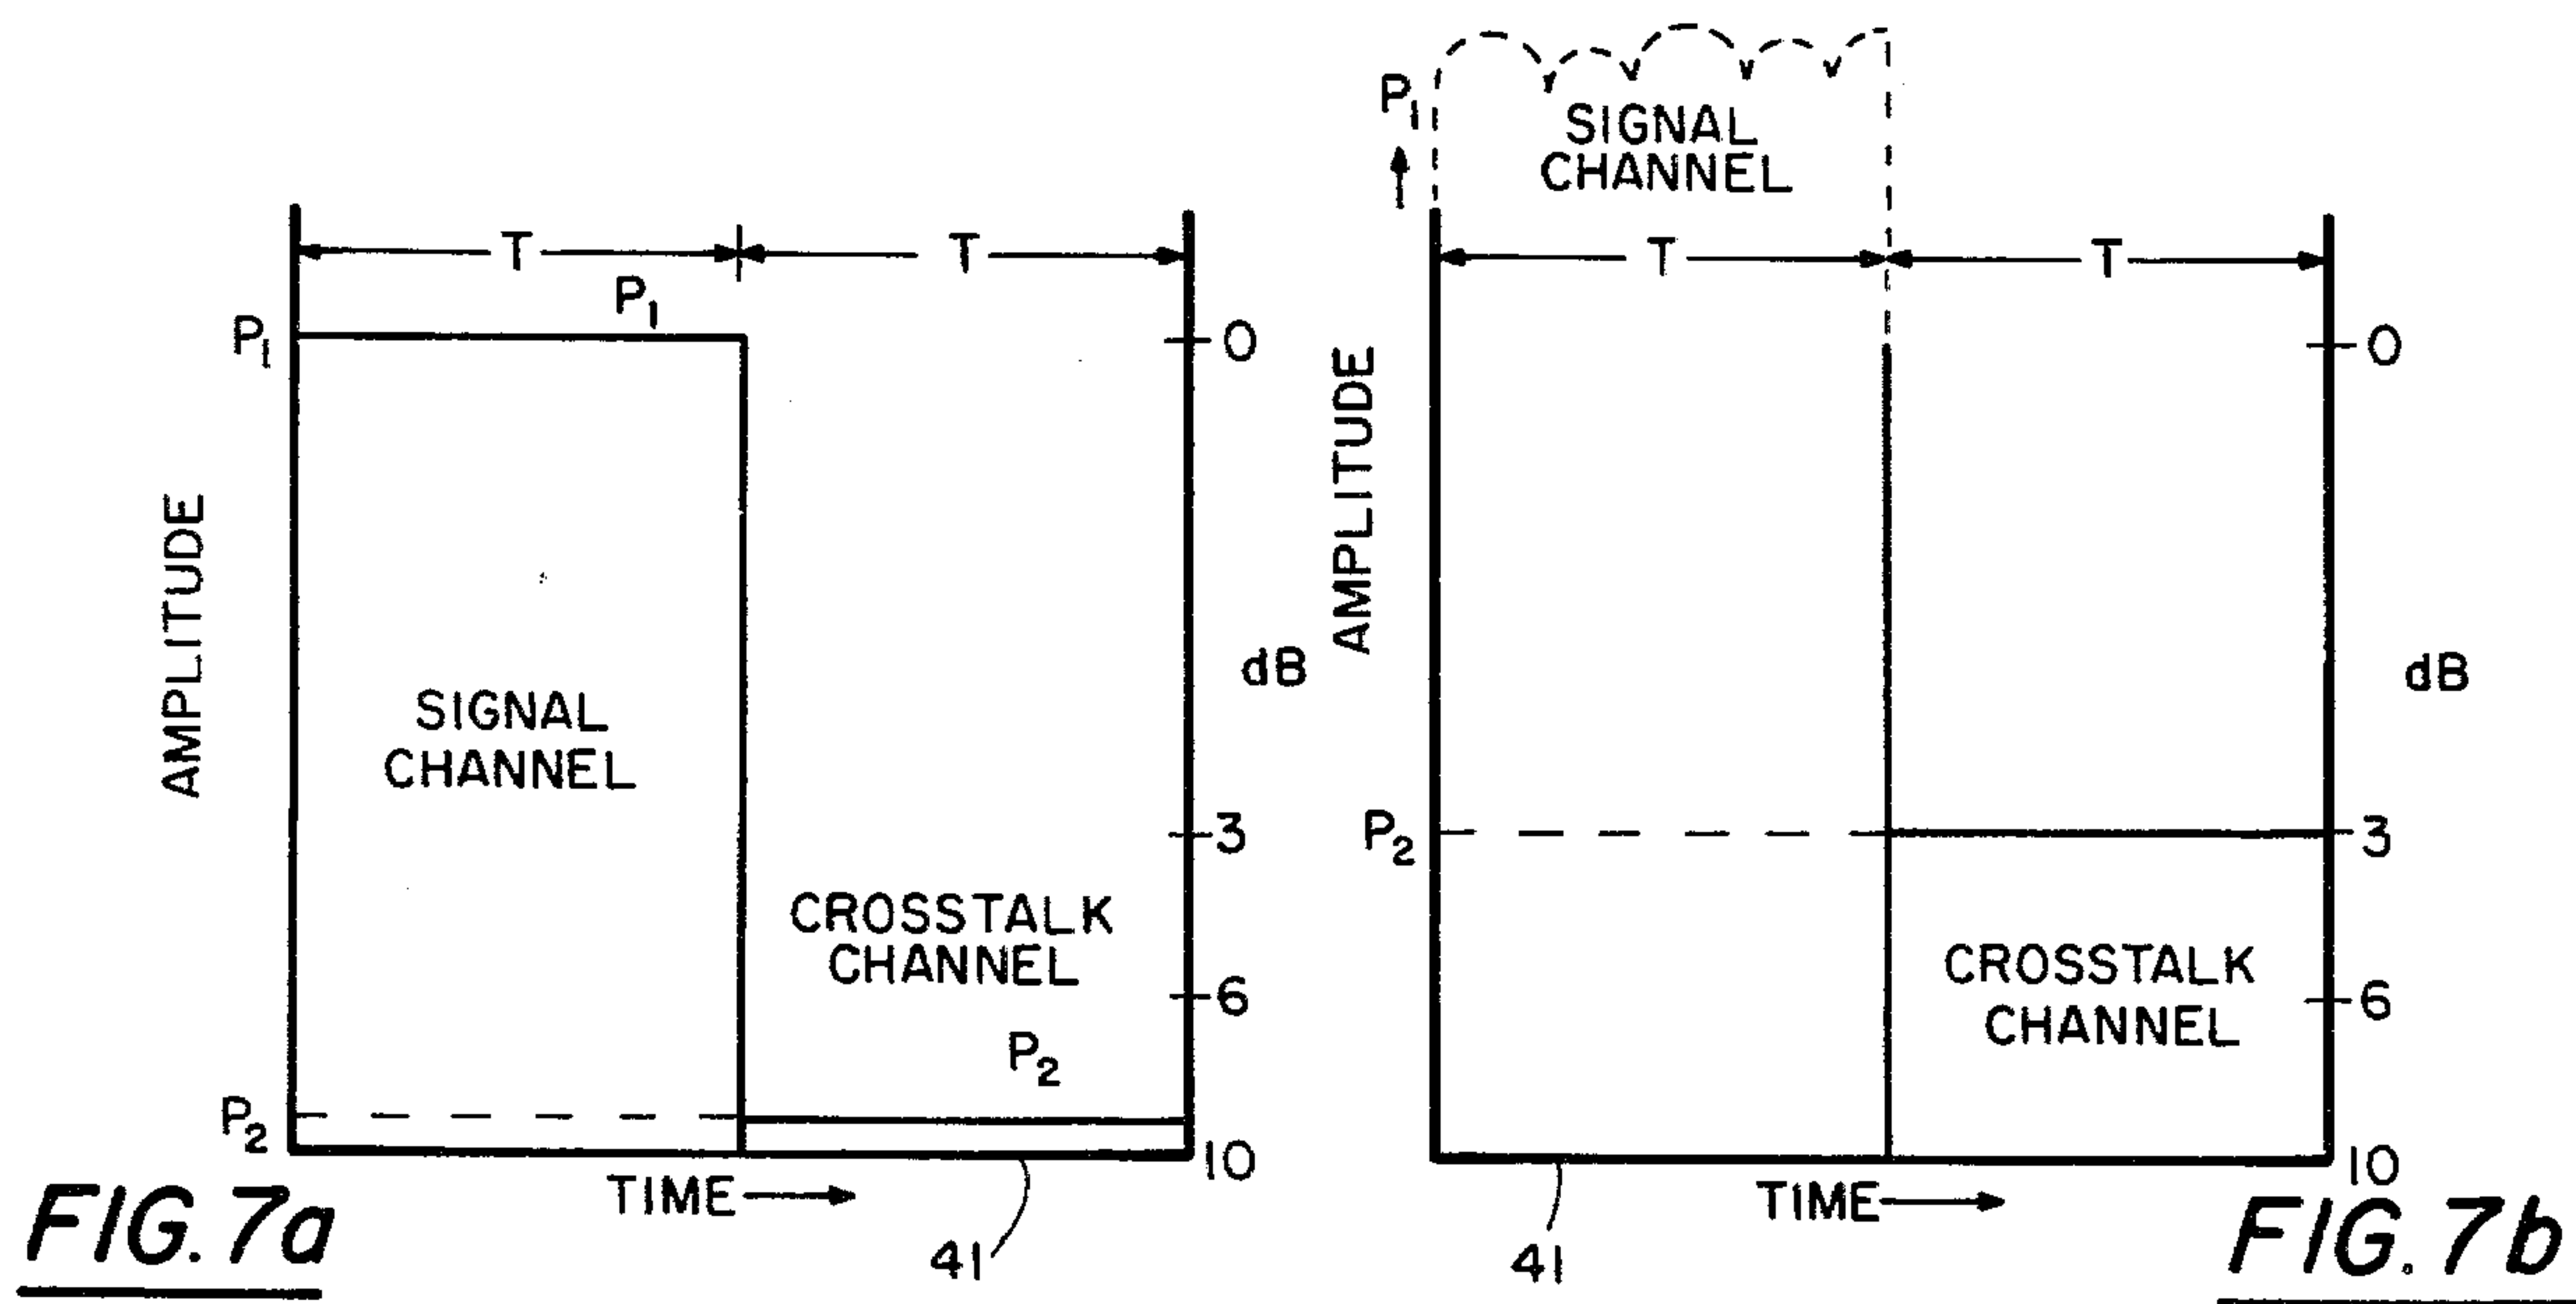 T
T
P1
P1
0
AMPLITUDE
SIGNAL
CHANNEL
dB
3
CROSSTALK
CHANNEL
6
P2
P2
10
TIME
41
FIG. 7a
P1
SIGNAL
CHANNEL
T
T
0
AMPLITUDE
dB
P2
3
CROSSTALK
CHANNEL
6
10
TIME
41
FIG. 7b